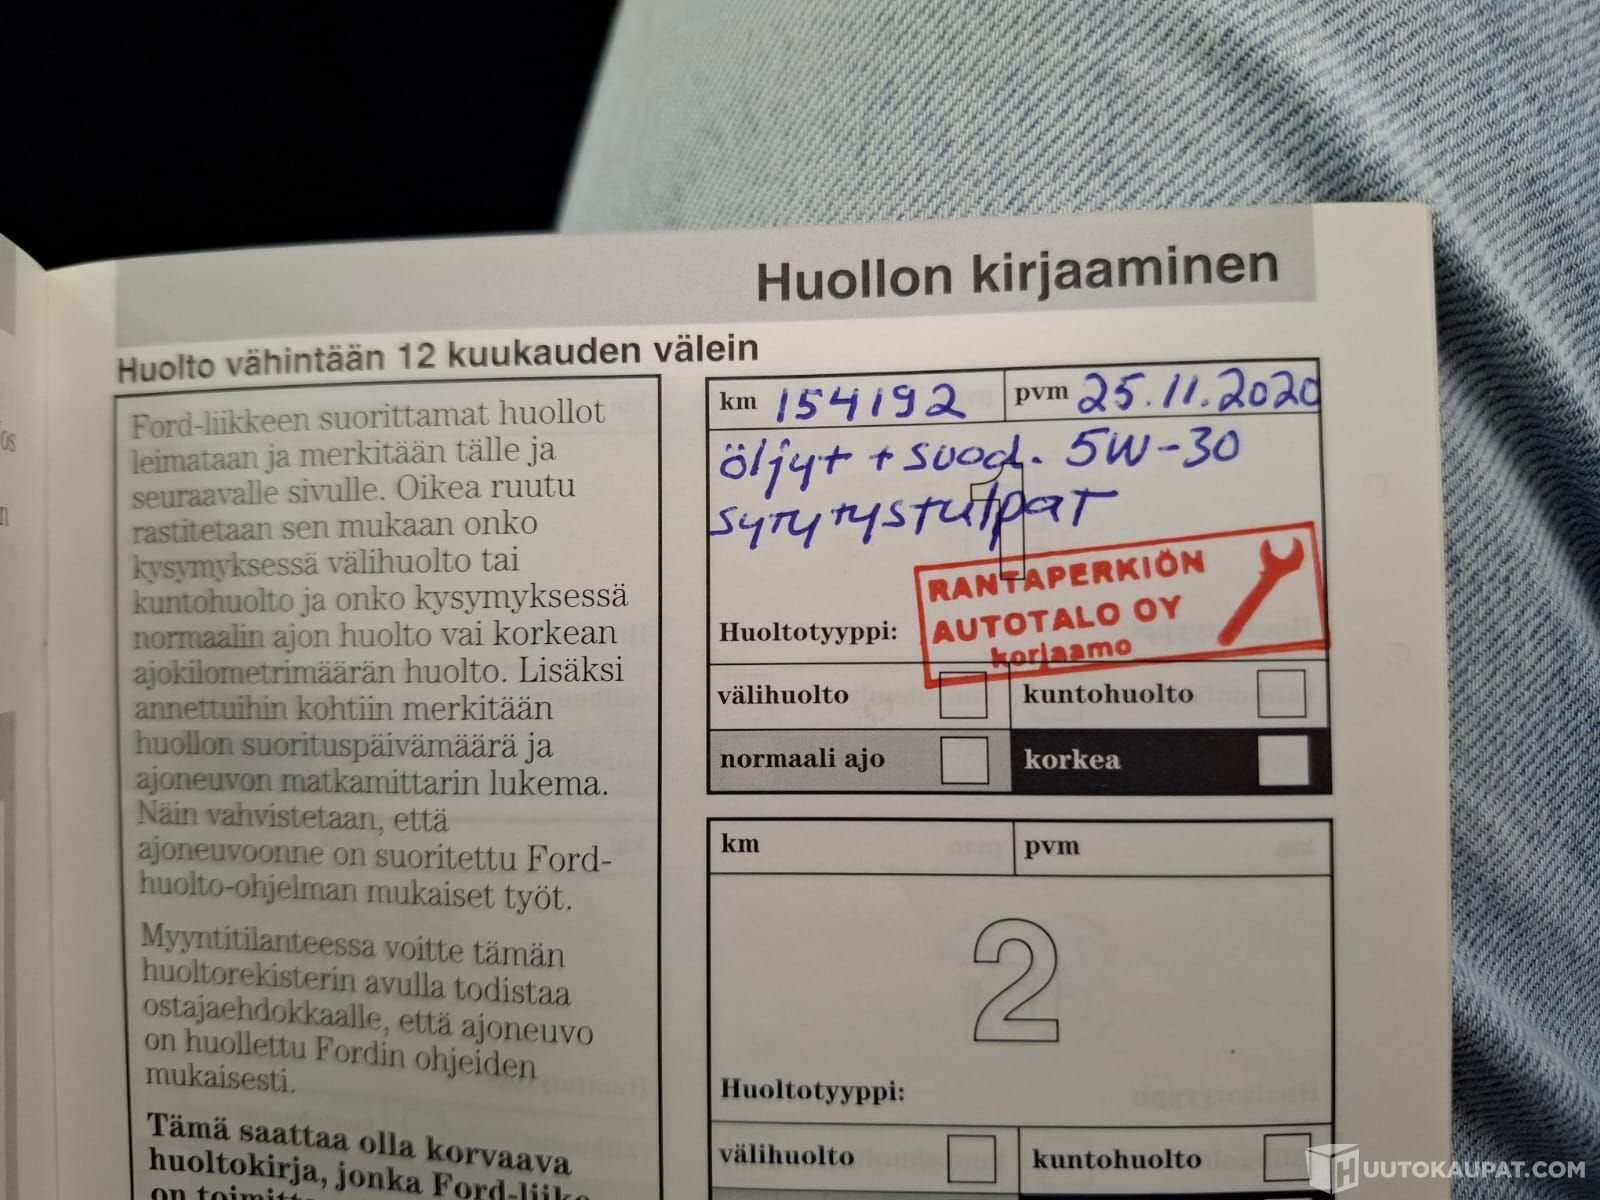 Huollon kirjaaminen
Huolto vähintään 12 kuukauden välein
Ford-liikkeen suorittamat huollot
leimataan ja merkitään tälle ja
seuraavalle sivulle. Oikea ruutu
rastitetaan sen mukaan onko
kysymyksessä välihuolto tai
kuntohuolto ja onko kysymyksessä
normaalin ajon huolto vai korkean
ajokilometrimäärän huolto. Lisäksi
annettuihin kohtiin merkitään
huollon suorituspäivämäärä ja
ajoneuvon matkamittarin lukema.
Näin vahvistetaan, että
ajoneuvoonne on suoritettu Ford-
huolto-ohjelman mukaiset työt.
Myyntitilanteessa voitte tämän
huoltorekisterin avulla todistaa
ostajaehdokkaalle, että ajoneuvo
on huollettu Fordin ohjeiden
mukaisesti.
Tämä saattaa olla korvaava
huoltokirja, jonka Ford-liike
on
km 154192 pvm 25.11.2020
öljyt + suod. 5W-30
sytytystulpat
1
RANTAPERKIÖN
AUTOTALO OY
korjaamo
Huoltotyyppi:
välihuolto kuntohuolto
normaali ajo korkea
km pvm
2
Huoltotyyppi:
välihuolto kuntohuolto
HUUTOKAUPAT.COM